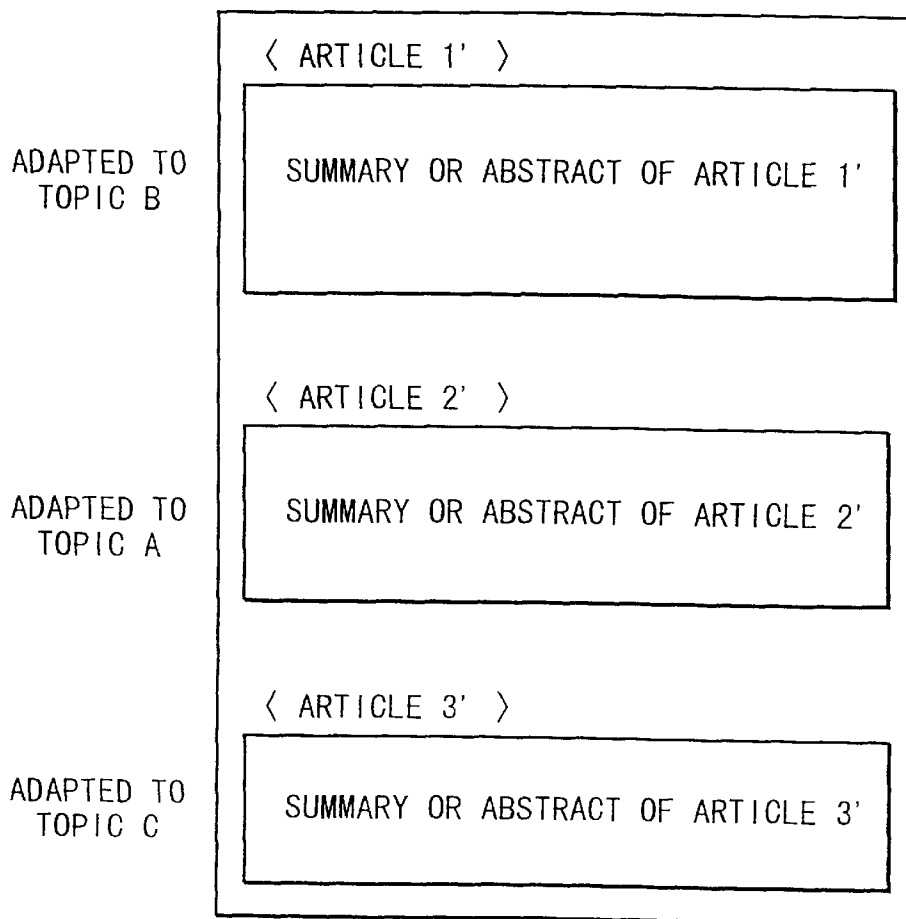 〈 ARTICLE 1' 〉
ADAPTED TO
TOPIC B
SUMMARY OR ABSTRACT OF ARTICLE 1'
〈 ARTICLE 2' 〉
ADAPTED TO
TOPIC A
SUMMARY OR ABSTRACT OF ARTICLE 2'
〈 ARTICLE 3' 〉
ADAPTED TO
TOPIC C
SUMMARY OR ABSTRACT OF ARTICLE 3'